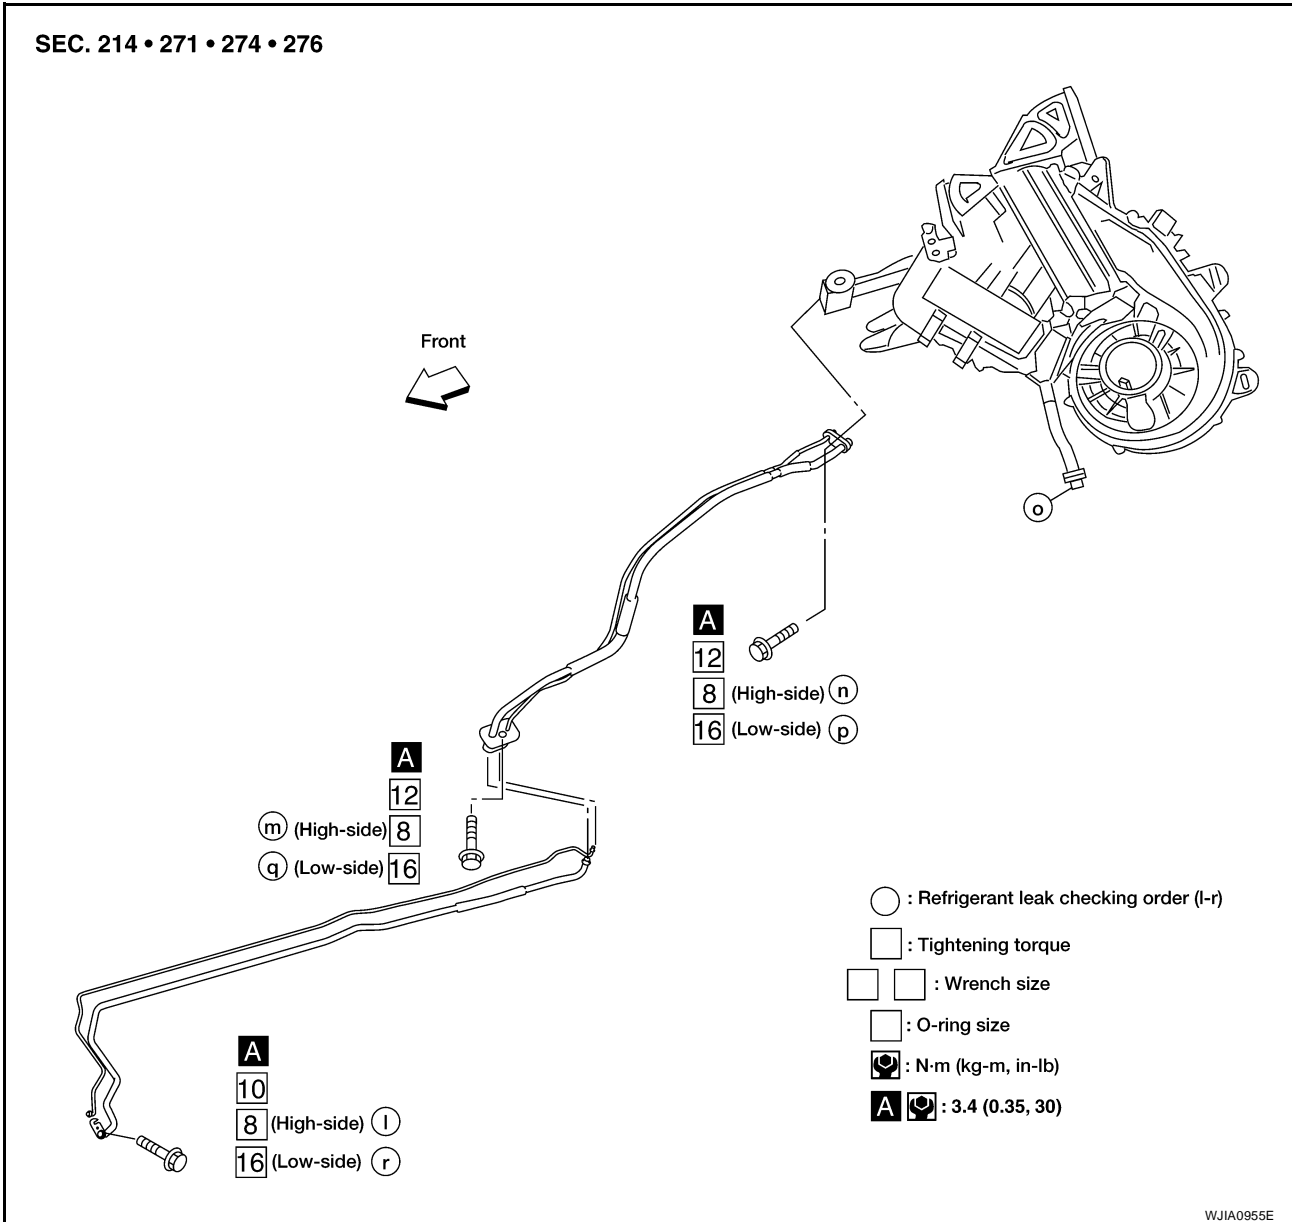 SEC. 214 • 271 • 274 • 276
Front
o
A
12
8 (High-side) n
16 (Low-side) p
A
12
m (High-side) 8
q (Low-side) 16
: Refrigerant leak checking order (l-r)
: Tightening torque
: Wrench size
: O-ring size
: N·m (kg-m, in-lb)
A : 3.4 (0.35, 30)
A
10
8 (High-side) l
16 (Low-side) r
WJIA0955E